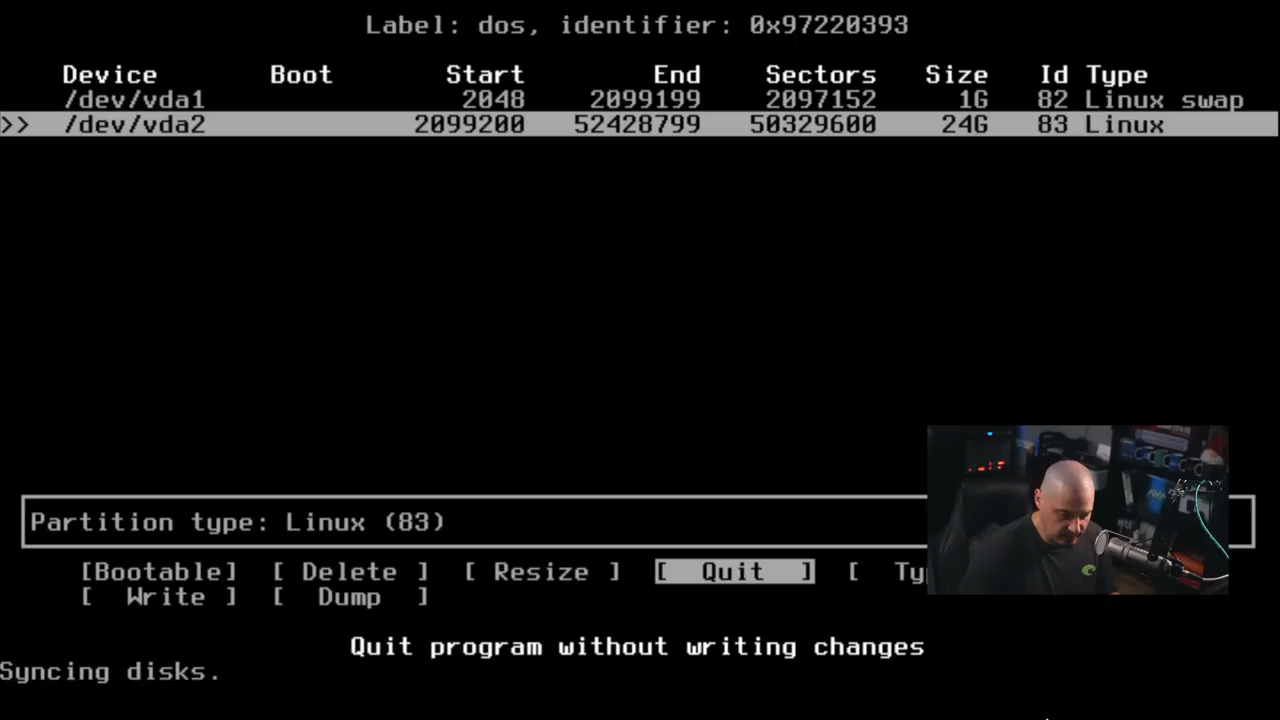 Label: dos, identifier: 0x97220393
Device Boot Start End Sectors Size Id Type
/dev/vda1 2048 2099199 2097152 1G 82 Linux swap
>> /dev/vda2 2099200 52428799 50329600 24G 83 Linux
Partition type: Linux (83)
[Bootable] [ Delete ] [ Resize ] [ Quit ] [ Ty
[ Write ] [ Dump ]
Quit program without writing changes
Syncing disks.